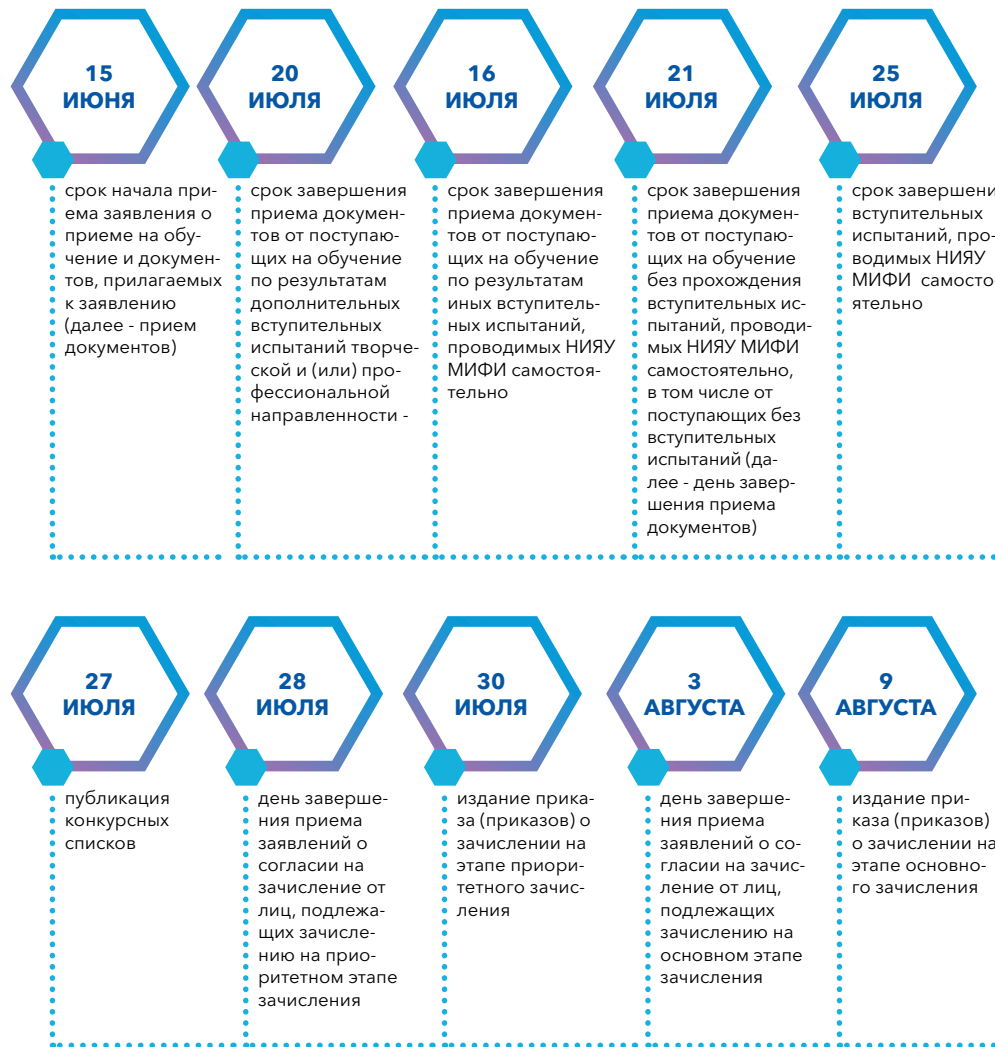 15
ИЮНЯ
срок начала при-
ема заявления о
приеме на обу-
чение и докумен-
тов, прилагаемых
к заявлению
(далее - прием
документов)
20
ИЮЛЯ
срок завершения
приема докумен-
тов от поступаю-
щих на обучение
по результатам
дополнительных
вступительных
испытаний творче-
ской и (или) про-
фессиональной
направленности -
16
ИЮЛЯ
срок завершения
приема докумен-
тов от поступаю-
щих на обучение
по результатам
иных вступитель-
ных испытаний,
проводимых НИЯУ
МИФИ самостоя-
тельно
21
ИЮЛЯ
срок завершения
приема докумен-
тов от поступаю-
щих на обучение
без прохождения
вступительных ис-
пытаний, проводи-
мых НИЯУ МИФИ
самостоятельно,
в том числе от
поступающих без
вступительных
испытаний (да-
лее - день завер-
шения приема
документов)
25
ИЮЛЯ
срок завершени
вступительных
испытаний, про-
водимых НИЯУ
МИФИ самосто
ятельно
27
ИЮЛЯ
публикация
конкурсных
списков
28
ИЮЛЯ
день заверше-
ния приема
заявлений о
согласии на
зачисление от
лиц, подлежа-
щих зачисле-
нию на прио-
ритетном этапе
зачисления
30
ИЮЛЯ
издание прика-
за (приказов) о
зачислении на
этапе приори-
тетного зачис-
ления
3
АВГУСТА
день заверше-
ния приема
заявлений о со-
гласии на зачис-
ление от лиц,
подлежащих
зачислению на
основном этапе
зачисления
9
АВГУСТА
издание при-
каза (приказов)
о зачислении на
этапе основно-
го зачисления